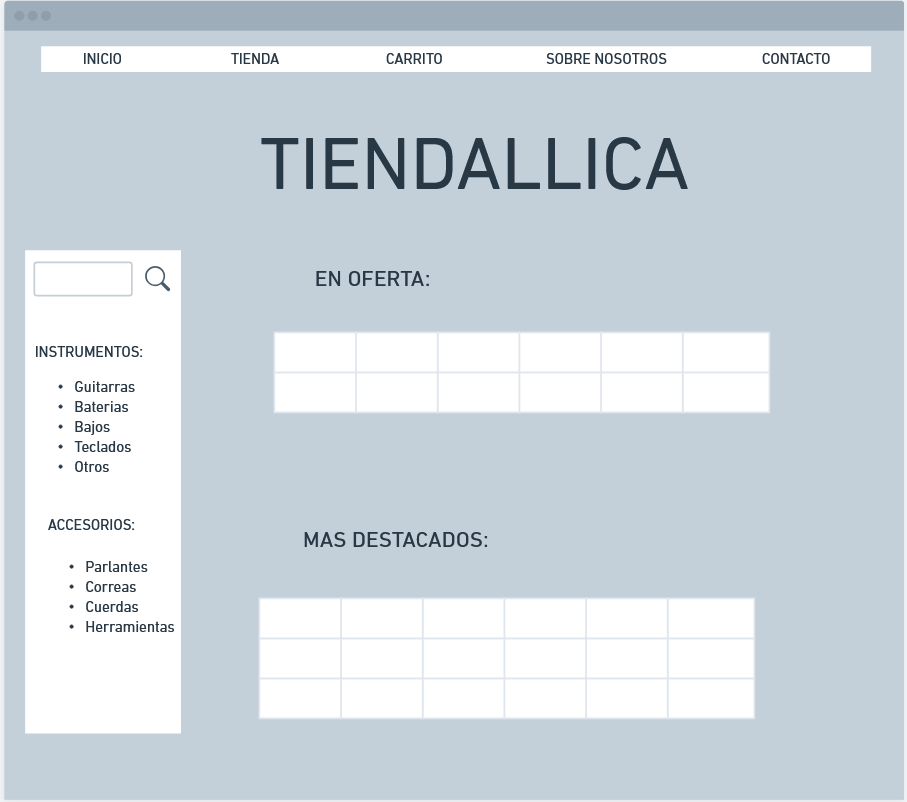 INICIO TIENDA CARRITO SOBRE NOSOTROS CONTACTO
TIENDALLICA
INSTRUMENTOS:
• Guitarras
• Baterias
• Bajos
• Teclados
• Otros
ACCESORIOS:
• Parlantes
• Correas
• Cuerdas
• Herramientas
EN OFERTA:
MAS DESTACADOS: